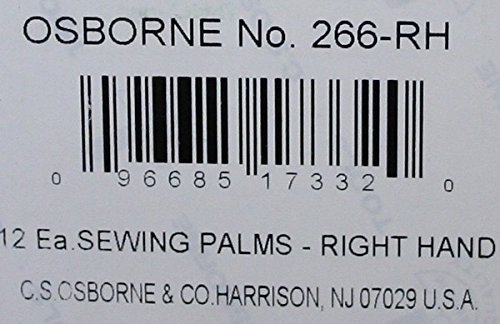 OSBORNE No. 266-RH
0 96685 17332 0
12 Ea.SEWING PALMS - RIGHT HAND
C.S.OSBORNE & CO.HARRISON, NJ 07029 U.S.A.